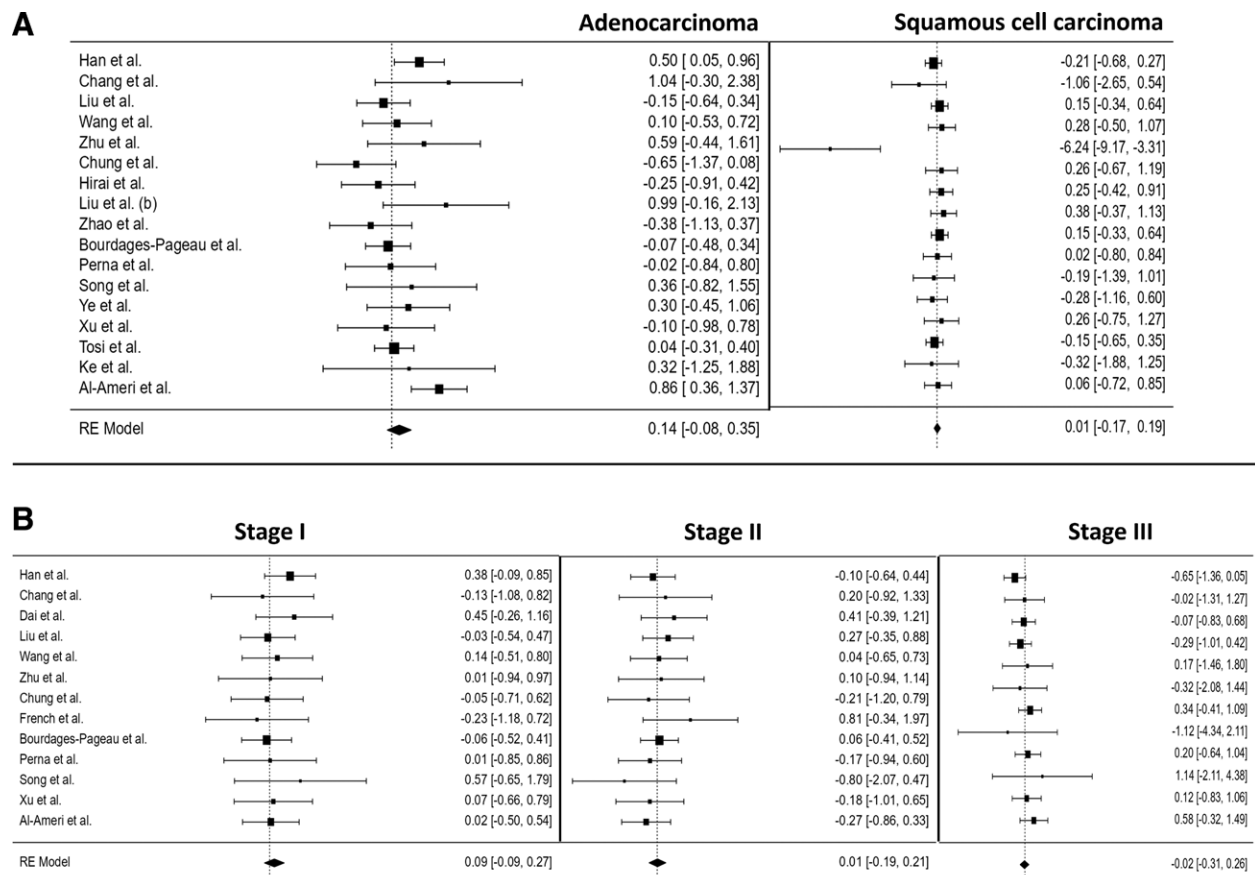 A
Adenocarcinoma Squamous cell carcinoma
Han et al. 0.50 [ 0.05, 0.96] -0.21 [-0.68, 0.27]
Chang et al. 1.04 [-0.30, 2.38] -1.06 [-2.65, 0.54]
Liu et al. -0.15 [-0.64, 0.34] 0.15 [-0.34, 0.64]
Wang et al. 0.10 [-0.53, 0.72] 0.28 [-0.50, 1.07]
Zhu et al. 0.59 [-0.44, 1.61] -6.24 [-9.17, -3.31]
Chung et al. -0.65 [-1.37, 0.08] 0.26 [-0.67, 1.19]
Hirai et al. -0.25 [-0.91, 0.42] 0.25 [-0.42, 0.91]
Liu et al. (b) 0.99 [-0.16, 2.13] 0.38 [-0.37, 1.13]
Zhao et al. -0.38 [-1.13, 0.37] 0.15 [-0.33, 0.64]
Bourdages-Pageau et al. -0.07 [-0.48, 0.34] 0.02 [-0.80, 0.84]
Perna et al. -0.02 [-0.84, 0.80] -0.19 [-1.39, 1.01]
Song et al. 0.36 [-0.82, 1.55] -0.28 [-1.16, 0.60]
Ye et al. 0.30 [-0.45, 1.06] 0.26 [-0.75, 1.27]
Xu et al. -0.10 [-0.98, 0.78] -0.15 [-0.65, 0.35]
Tosi et al. 0.04 [-0.31, 0.40] -0.32 [-1.88, 1.25]
Ke et al. 0.32 [-1.25, 1.88] 0.06 [-0.72, 0.85]
Al-Ameri et al. 0.86 [ 0.36, 1.37]
RE Model 0.14 [-0.08, 0.35] 0.01 [-0.17, 0.19]
B
Stage I Stage II Stage III
Han et al. 0.38 [-0.09, 0.85] -0.10 [-0.64, 0.44] -0.65 [-1.36, 0.05]
Chang et al. -0.13 [-1.08, 0.82] 0.20 [-0.92, 1.33] -0.02 [-1.31, 1.27]
Dai et al. 0.45 [-0.26, 1.16] 0.41 [-0.39, 1.21] -0.07 [-0.83, 0.68]
Liu et al. -0.03 [-0.54, 0.47] 0.27 [-0.35, 0.88] -0.29 [-1.01, 0.42]
Wang et al. 0.14 [-0.51, 0.80] 0.04 [-0.65, 0.73] 0.17 [-1.46, 1.80]
Zhu et al. 0.01 [-0.94, 0.97] 0.10 [-0.94, 1.14] -0.32 [-2.08, 1.44]
Chung et al. -0.05 [-0.71, 0.62] -0.21 [-1.20, 0.79] 0.34 [-0.41, 1.09]
French et al. -0.23 [-1.18, 0.72] 0.81 [-0.34, 1.97] -1.12 [-4.34, 2.11]
Bourdages-Pageau et al. -0.06 [-0.52, 0.41] 0.06 [-0.41, 0.52] 0.20 [-0.64, 1.04]
Perna et al. 0.01 [-0.85, 0.86] -0.17 [-0.94, 0.60] 1.14 [-2.11, 4.38]
Song et al. 0.57 [-0.65, 1.79] -0.80 [-2.07, 0.47] 0.12 [-0.83, 1.06]
Xu et al. 0.07 [-0.66, 0.79] -0.18 [-1.01, 0.65] 0.58 [-0.32, 1.49]
Al-Ameri et al. 0.02 [-0.50, 0.54] -0.27 [-0.86, 0.33]
RE Model 0.09 [-0.09, 0.27] 0.01 [-0.19, 0.21] -0.02 [-0.31, 0.26]